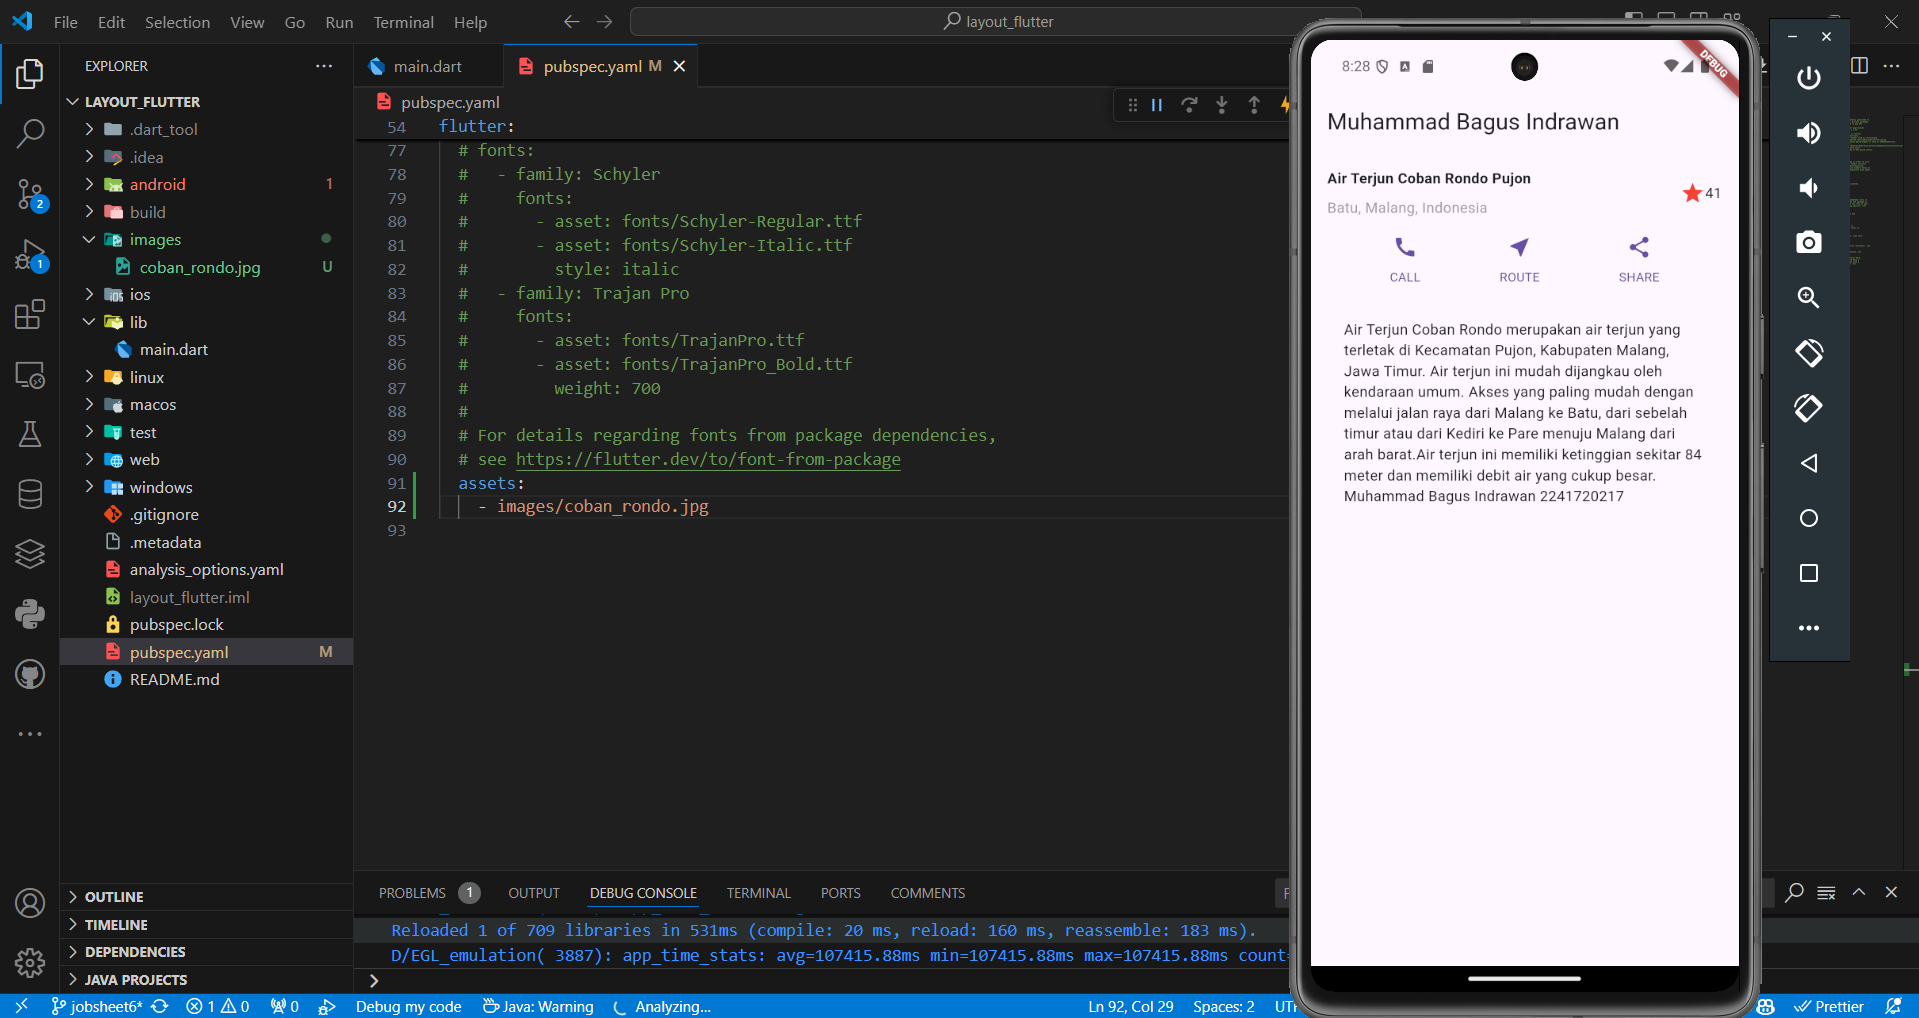 File Edit Selection View Go Run Terminal Help
layout_flutter
EXPLORER
LAYOUT_FLUTTER
.dart_tool
.idea
android 1
build
images
coban_rondo.jpg U
ios
lib
main.dart
linux
macos
test
web
windows
.gitignore
.metadata
analysis_options.yaml
layout_flutter.iml
pubspec.lock
pubspec.yaml M
README.md
OUTLINE
TIMELINE
DEPENDENCIES
JAVA PROJECTS
2
1
main.dart
pubspec.yaml M
pubspec.yaml
54 flutter:
77 # fonts:
78 # - family: Schyler
79 # fonts:
80 # - asset: fonts/Schyler-Regular.ttf
81 # - asset: fonts/Schyler-Italic.ttf
82 # style: italic
83 # - family: Trajan Pro
84 # fonts:
85 # - asset: fonts/TrajanPro.ttf
86 # - asset: fonts/TrajanPro_Bold.ttf
87 # weight: 700
88 #
89 # For details regarding fonts from package dependencies,
90 # see https://flutter.dev/to/font-from-package
91 assets:
92 - images/coban_rondo.jpg
93
PROBLEMS 1 OUTPUT DEBUG CONSOLE TERMINAL PORTS COMMENTS
Reloaded 1 of 709 libraries in 531ms (compile: 20 ms, reload: 160 ms, reassemble: 183 ms).
D/EGL_emulation( 3887): app_time_stats: avg=107415.88ms min=107415.88ms max=107415.88ms count=
jobsheet6* 1 0 0 Debug my code Java: Warning Analyzing... Ln 92, Col 29 Spaces: 2 Prettier
8:28
DEBUG
Muhammad Bagus Indrawan
Air Terjun Coban Rondo Pujon
Batu, Malang, Indonesia
41
CALL ROUTE SHARE
Air Terjun Coban Rondo merupakan air terjun yang
terletak di Kecamatan Pujon, Kabupaten Malang,
Jawa Timur. Air terjun ini mudah dijangkau oleh
kendaraan umum. Akses yang paling mudah dengan
melalui jalan raya dari Malang ke Batu, dari sebelah
timur atau dari Kediri ke Pare menuju Malang dari
arah barat.Air terjun ini memiliki ketinggian sekitar 84
meter dan memiliki debit air yang cukup besar.
Muhammad Bagus Indrawan 2241720217